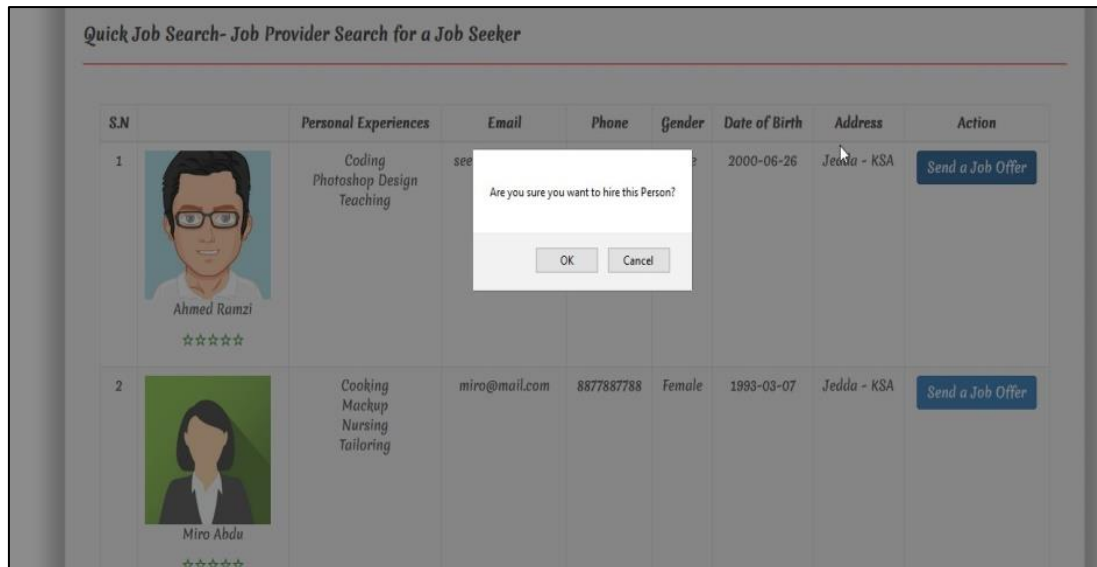 Quick Job Search- Job Provider Search for a Job Seeker
S.N Personal Experiences Email Phone Gender Date of Birth Address Action
1 Coding see e 2000-06-26 Jedda - KSA Send a Job Offer
Photoshop Design
Teaching
Are you sure you want to hire this Person?
OK Cancel
Ahmed Ramzi
2 Cooking miro@mail.com 8877887788 Female 1993-03-07 Jedda - KSA Send a Job Offer
Mackup
Nursing
Tailoring
Miro Abdu